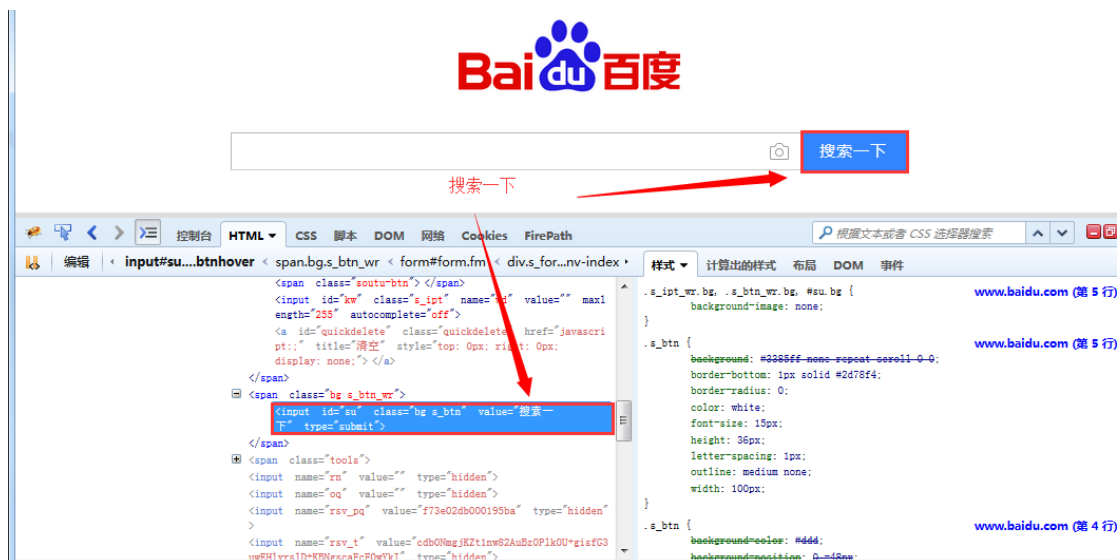 Bai du 百度
搜索一下
搜索一下
控制台 HTML CSS 脚本 DOM 网络 Cookies FirePath
根据文本或者 CSS 选择器搜索
编辑 input#su....btnhover < span.bg.s_btn_wr < form#form.fm < div.s_for...nv-index
样式 计算出的样式 布局 DOM 事件
<span class="soutu-btn"></span>
<input id="kw" class="s_ipt" name="wd" value="" maxl
ength="255" autocomplete="off">
<a id="quickdelete" class="quickdelete" href="javascri
pt:;" title="清空" style="top: 0px; right: 0px;
display: none;"></a>
</span>
<span class="bg s_btn_wr">
<input id="su" class="bg s_btn" value="搜索一
下" type="submit">
</span>
<span class="tools">
<input name="rn" value="" type="hidden">
<input name="oq" value="" type="hidden">
<input name="rsv_pq" value="f73e02db000195ba" type="hidden"
>
.s_ipt_wr.bg, .s_btn_wr.bg, #su.bg { www.baidu.com (第 5 行)
background-image: none;
}
.s_btn { www.baidu.com (第 5 行)
background: #3385ff none repeat scroll 0 0;
border-bottom: 1px solid #2d78f4;
border-radius: 0;
color: white;
font-size: 15px;
height: 36px;
letter-spacing: 1px;
outline: medium none;
width: 100px;
}
.s_btn { www.baidu.com (第 4 行)
background-color: #ddd;
background-position: 0 -48px;